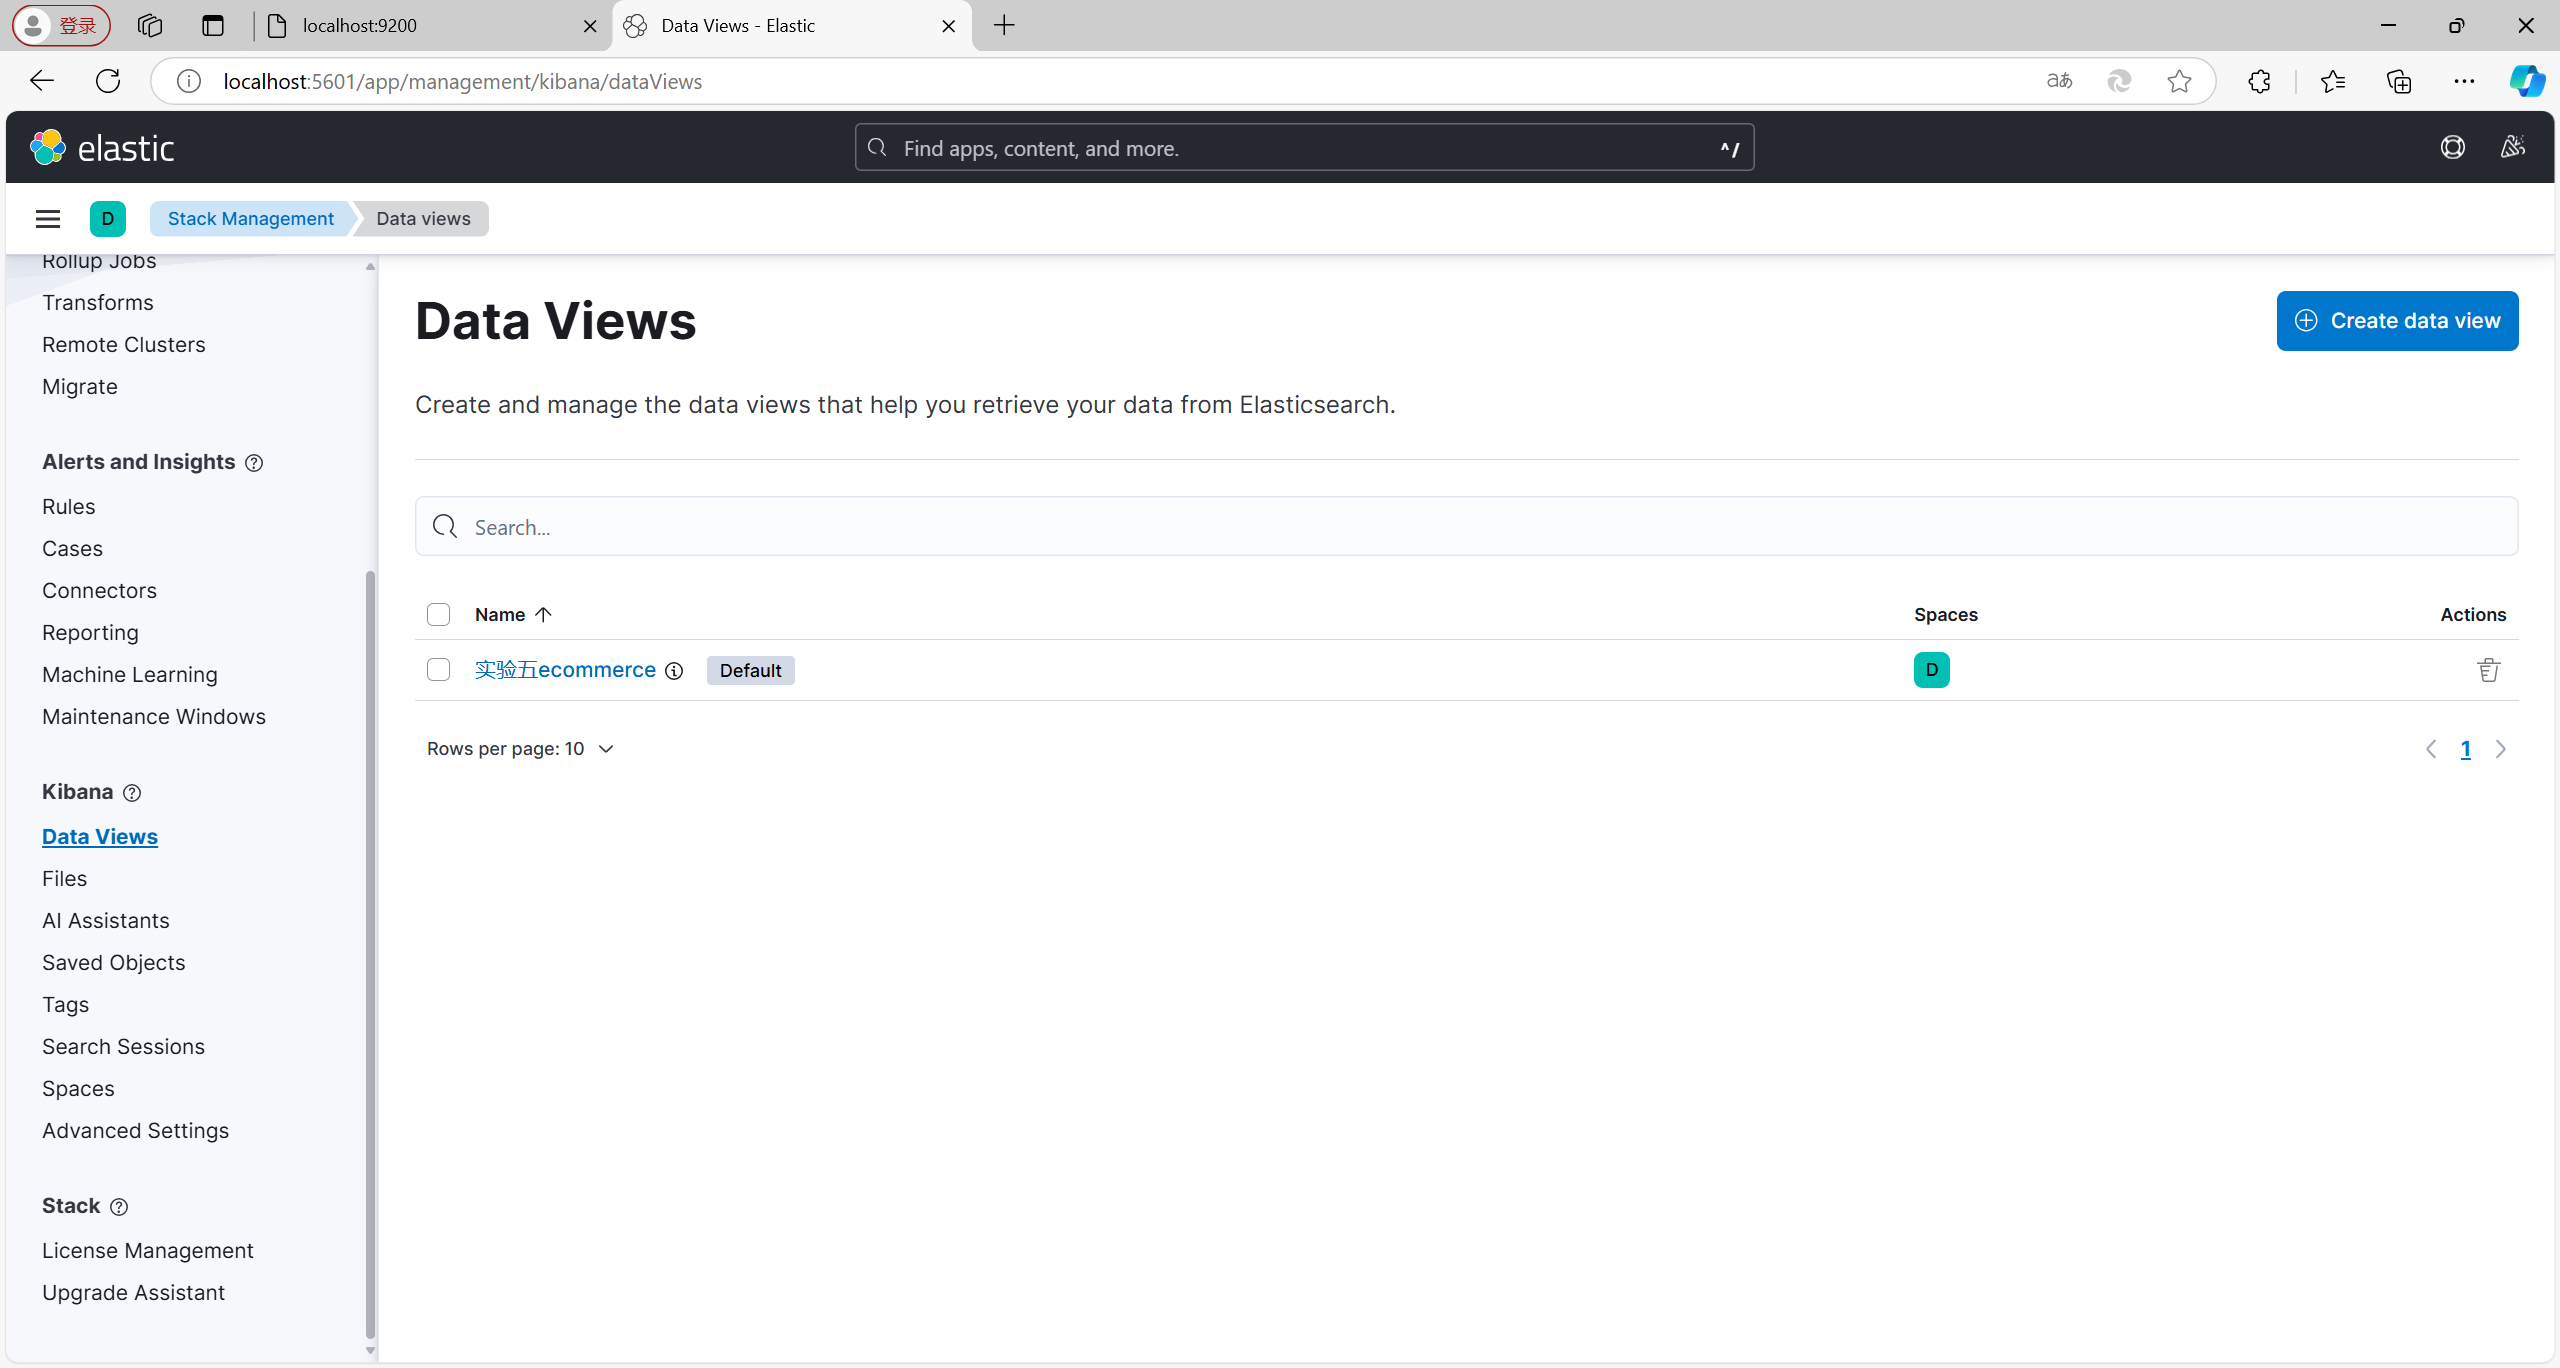 登录
localhost:9200
Data Views - Elastic
localhost:5601/app/management/kibana/dataViews
aあ
elastic
Find apps, content, and more.
^/
D
Stack Management
Data views
Rollup Jobs
Transforms
Remote Clusters
Migrate
Alerts and Insights
Rules
Cases
Connectors
Reporting
Machine Learning
Maintenance Windows
Kibana
Data Views
Files
AI Assistants
Saved Objects
Tags
Search Sessions
Spaces
Advanced Settings
Stack
License Management
Upgrade Assistant
Data Views
Create data view
Create and manage the data views that help you retrieve your data from Elasticsearch.
Search...
Name Spaces Actions
实验五ecommerce Default D
Rows per page: 10
1